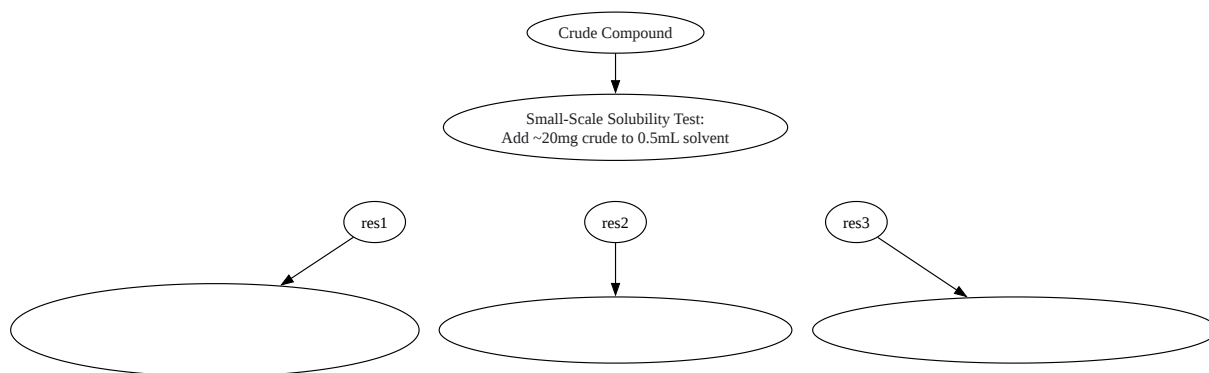 Crude Compound
Small-Scale Solubility Test:
Add ~20mg crude to 0.5mL solvent
res1
res2
res3